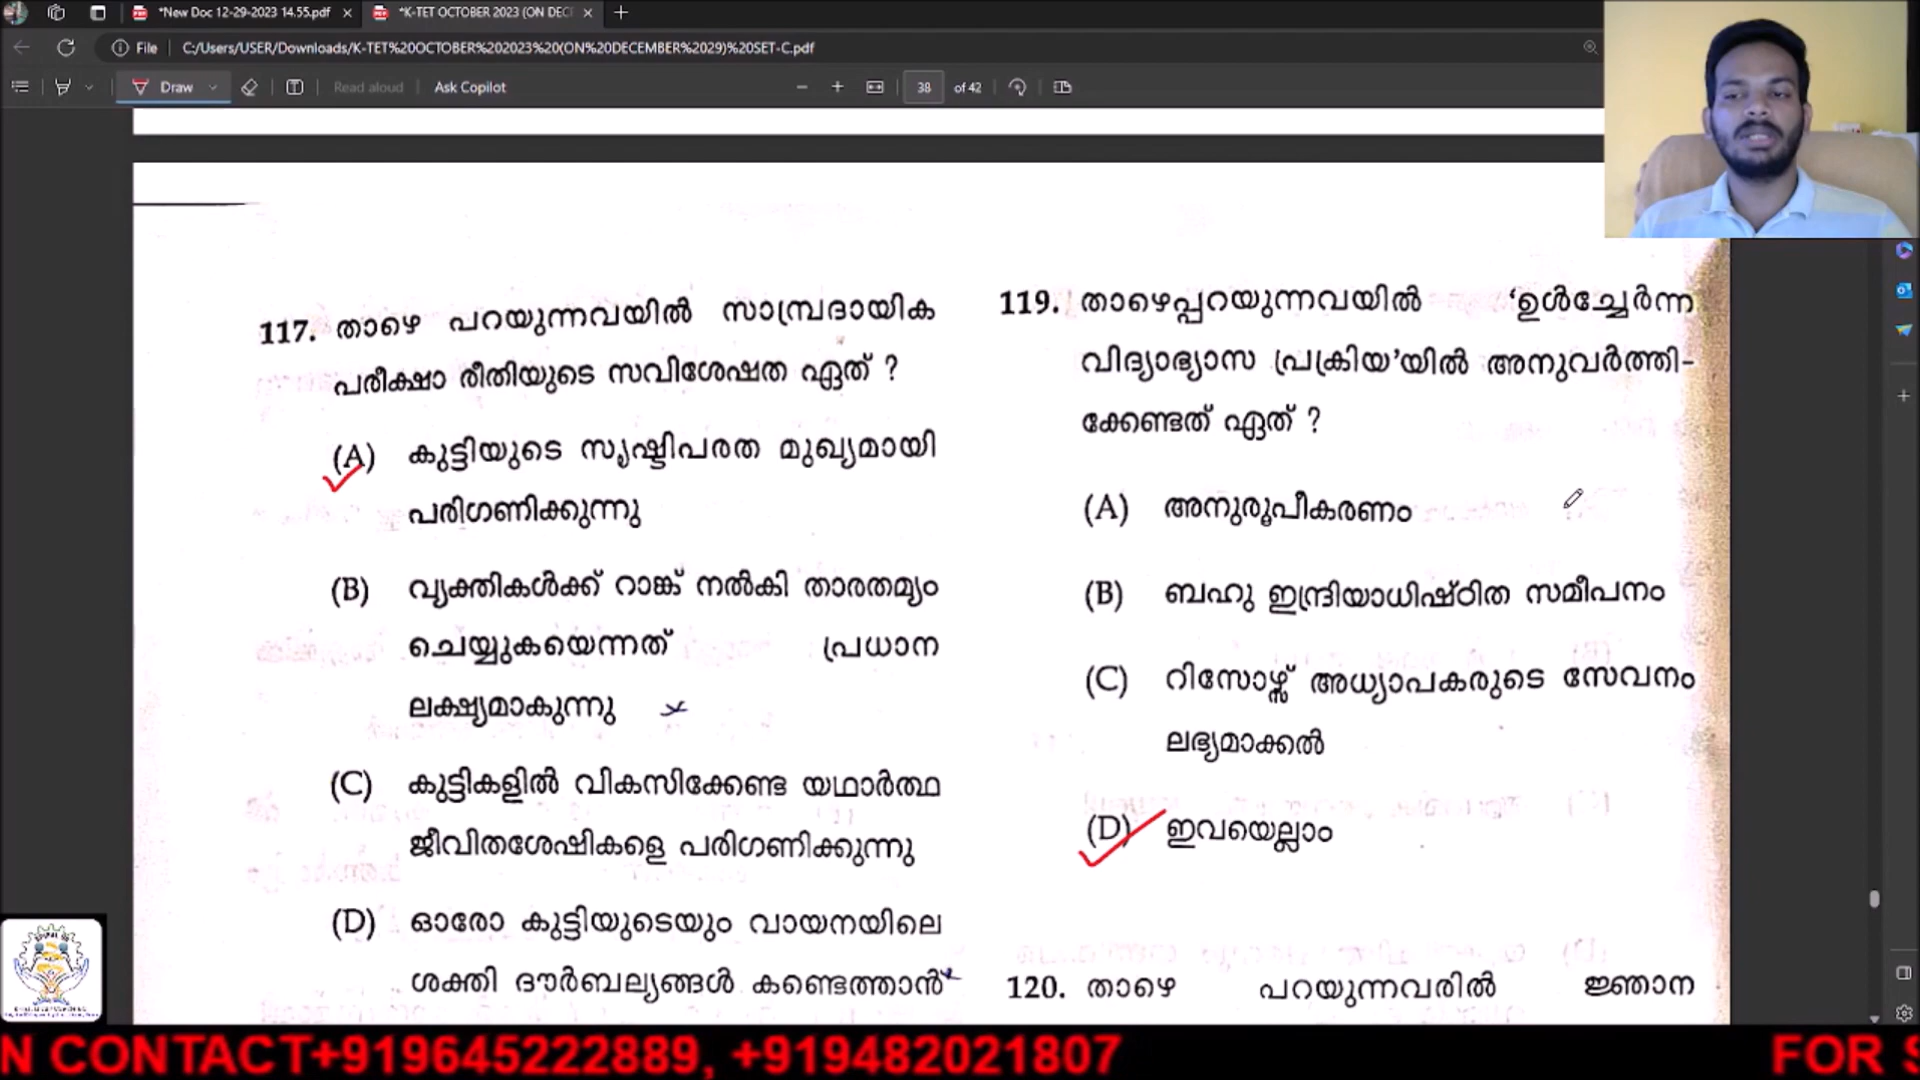 *New Doc 12-29-2023 14.55.pdf
*K-TET OCTOBER 2023 (ON DEC
File
C:/Users/USER/Downloads/K-TET%20OCTOBER%202023%20(ON%20DECEMBER%2029)%20SET-C.pdf
Draw
Read aloud
Ask Copilot
38
of 42
117. താഴെ പറയുന്നവയിൽ സാമ്പ്രദായിക
പരീക്ഷാ രീതിയുടെ സവിശേഷത ഏത് ?
(A) കുട്ടിയുടെ സൃഷ്ടിപരത മുഖ്യമായി
പരിഗണിക്കുന്നു
(B) വ്യക്തികൾക്ക് റാങ്ക് നൽകി താരതമ്യം
ചെയ്യുകയെന്നത് പ്രധാന
ലക്ഷ്യമാകുന്നു
(C) കുട്ടികളിൽ വികസിക്കേണ്ട യഥാർത്ഥ
ജീവിതശേഷികളെ പരിഗണിക്കുന്നു
(D) ഓരോ കുട്ടിയുടെയും വായനയിലെ
ശക്തി ദൗർബല്യങ്ങൾ കണ്ടെത്താൻ
119. താഴെപ്പറയുന്നവയിൽ ‘ഉൾച്ചേർന്ന
വിദ്യാഭ്യാസ പ്രക്രിയ’യിൽ അനുവർത്തി-
ക്കേണ്ടത് ഏത് ?
(A) അനുരൂപീകരണം
(B) ബഹു ഇന്ദ്രിയാധിഷ്ഠിത സമീപനം
(C) റിസോഴ്സ് അധ്യാപകരുടെ സേവനം
ലഭ്യമാക്കൽ
(D) ഇവയെല്ലാം
120. താഴെ പറയുന്നവരിൽ ജ്ഞാന
N CONTACT+919645222889, +919482021807 FOR S